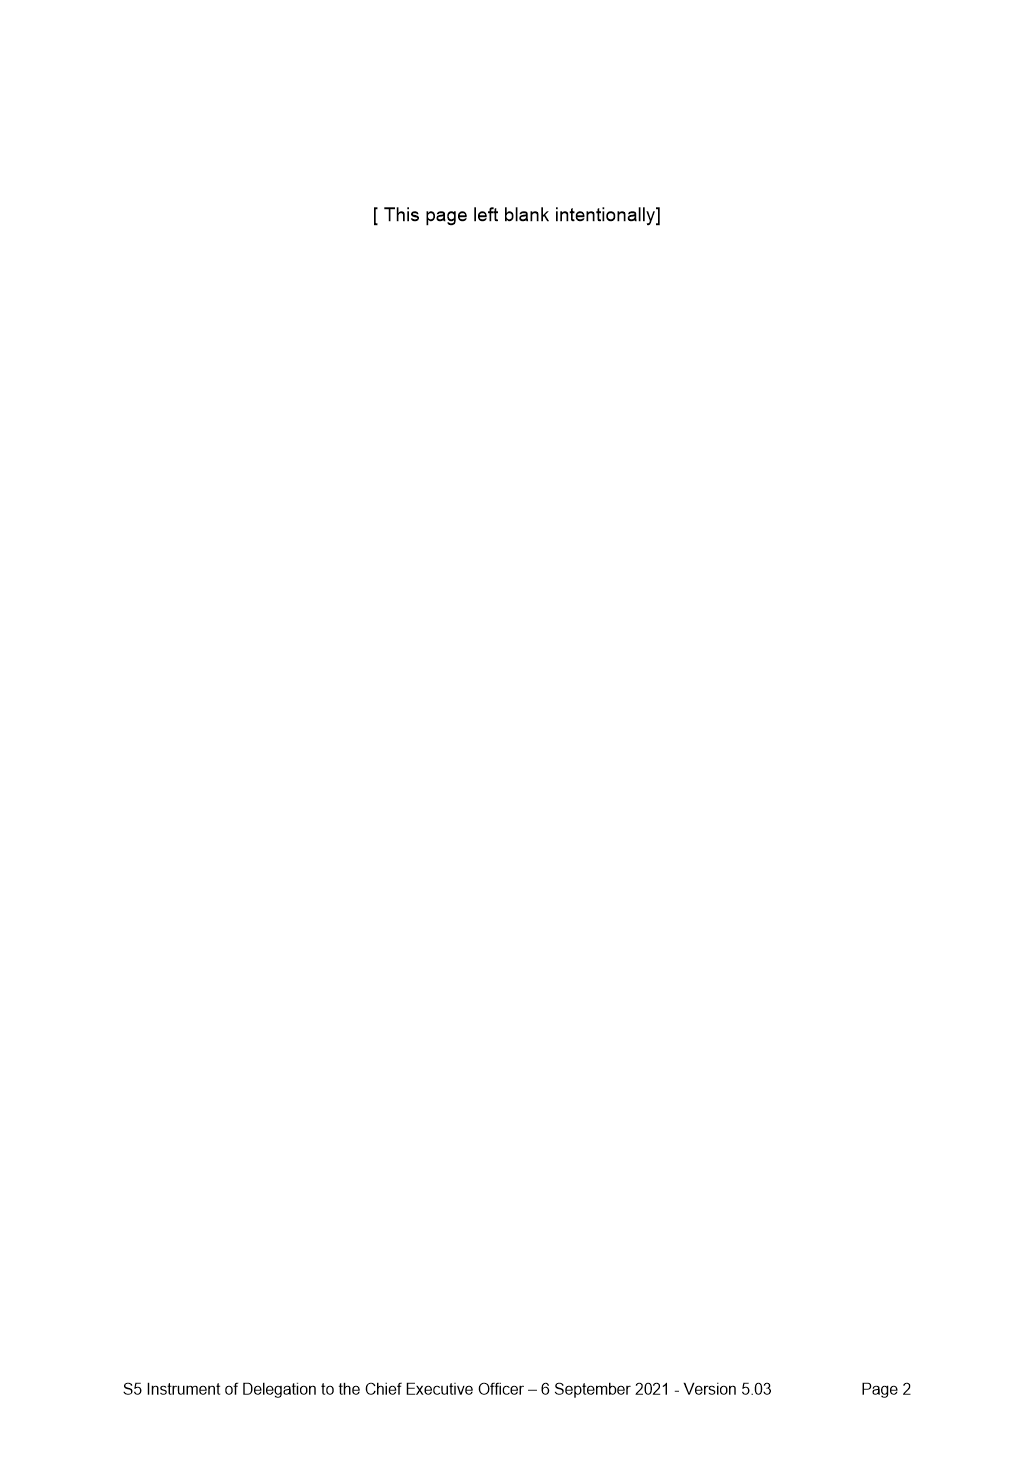 [ This page left blank intentionally]
S5 Instrument of Delegation to the Chief Executive Officer – 6 September 2021 - Version 5.03 Page 2